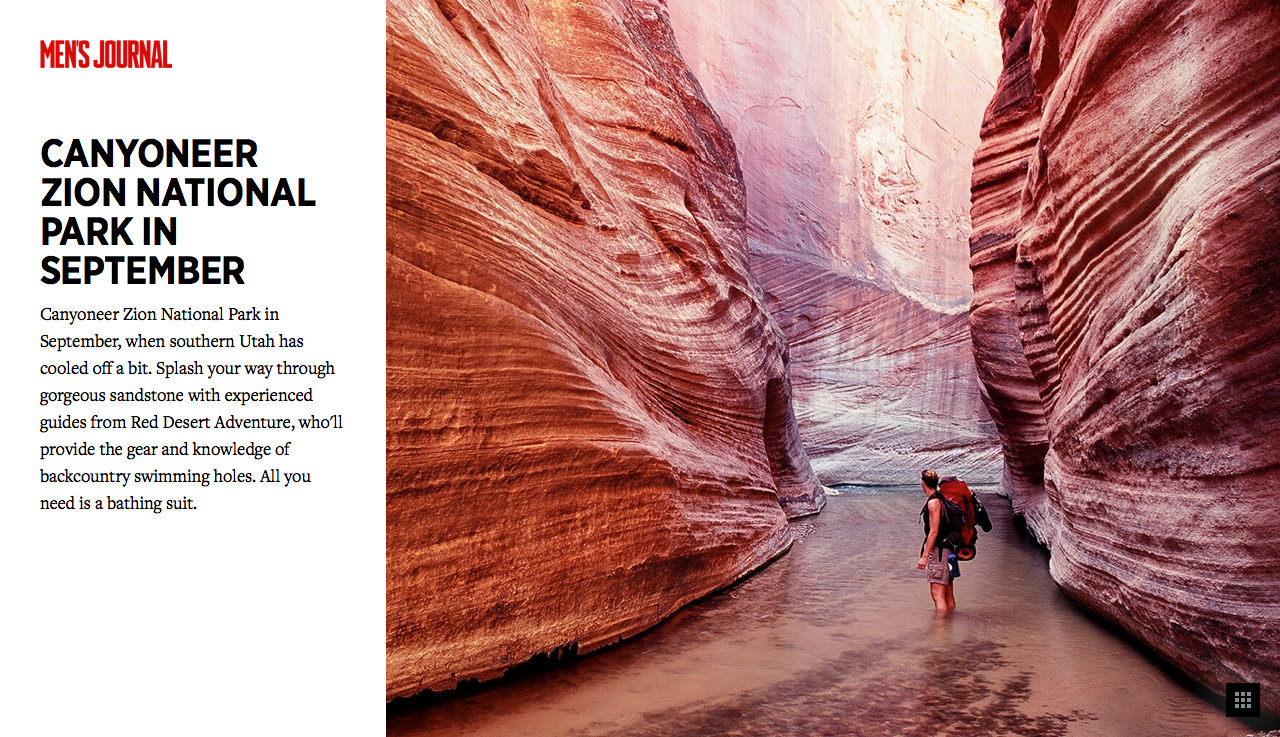 MEN'S JOURNAL
CANYONEER
ZION NATIONAL
PARK IN
SEPTEMBER
Canyoneer Zion National Park in
September, when southern Utah has
cooled off a bit. Splash your way through
gorgeous sandstone with experienced
guides from Red Desert Adventure, who'll
provide the gear and knowledge of
backcountry swimming holes. All you
need is a bathing suit.